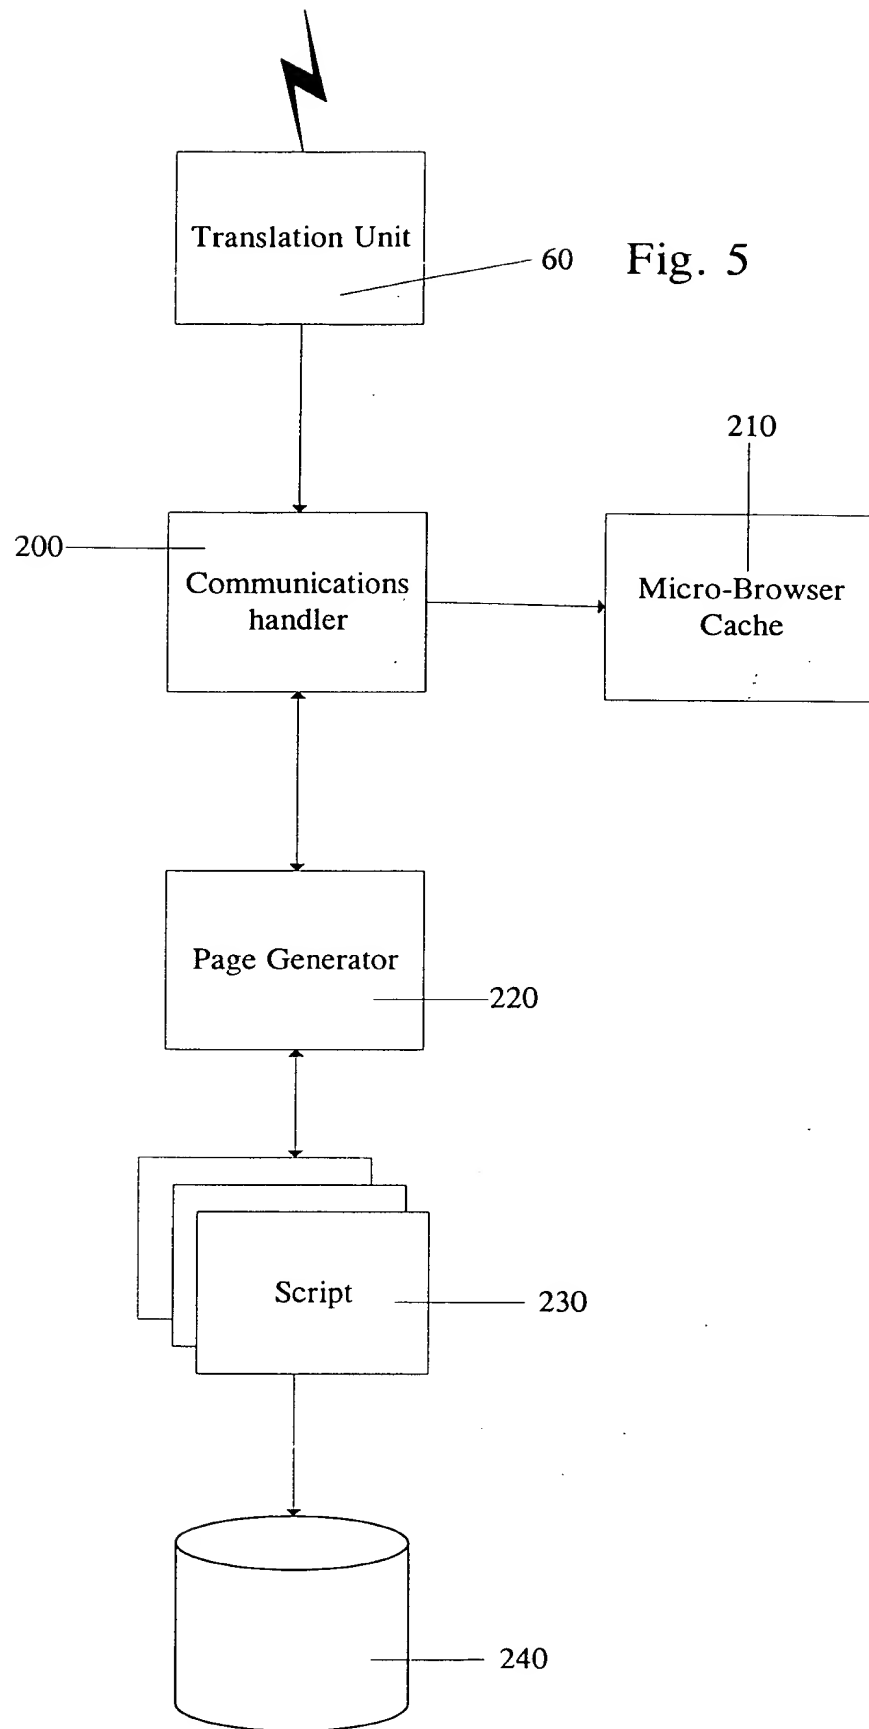 Translation Unit
60
Fig. 5
210
200
Communications
handler
Micro-Browser
Cache
Page Generator
220
Script
230
240